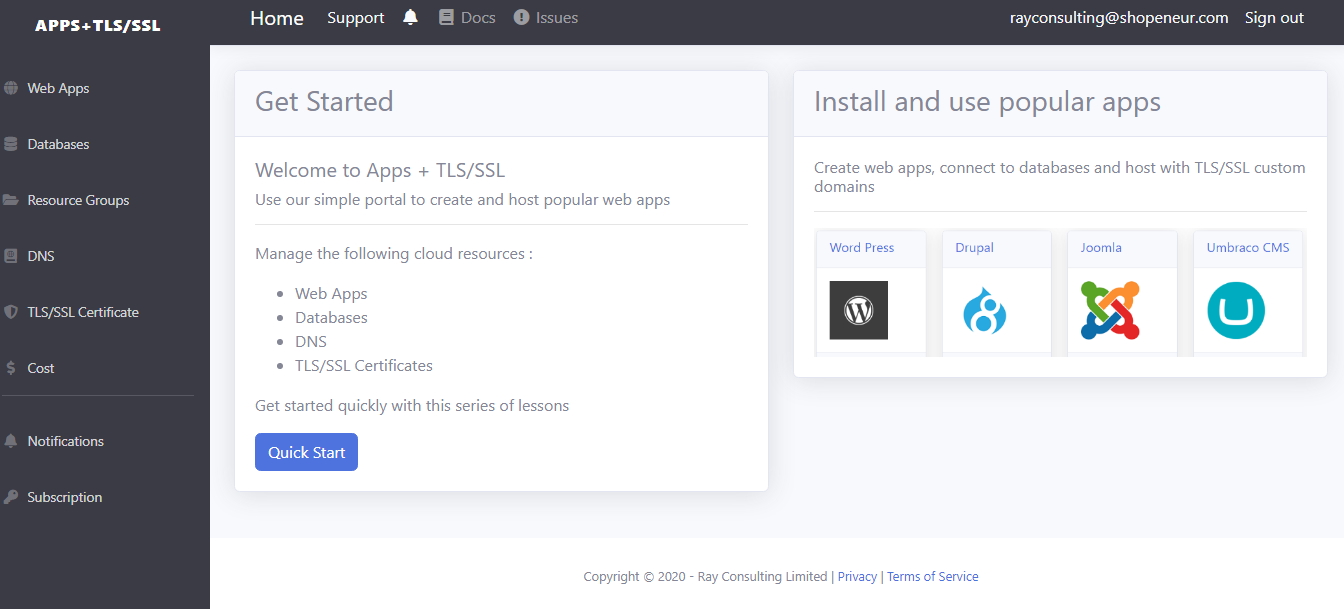 APPS+TLS/SSL
Home Support Docs Issues
rayconsulting@shopeneur.com Sign out
Web Apps
Databases
Resource Groups
DNS
TLS/SSL Certificate
Cost
Notifications
Subscription
Get Started
Welcome to Apps + TLS/SSL
Use our simple portal to create and host popular web apps
Manage the following cloud resources :
Web Apps
Databases
DNS
TLS/SSL Certificates
Get started quickly with this series of lessons
Quick Start
Install and use popular apps
Create web apps, connect to databases and host with TLS/SSL custom
domains
Word Press
Drupal
Joomla
Umbraco CMS
Copyright © 2020 - Ray Consulting Limited | Privacy | Terms of Service